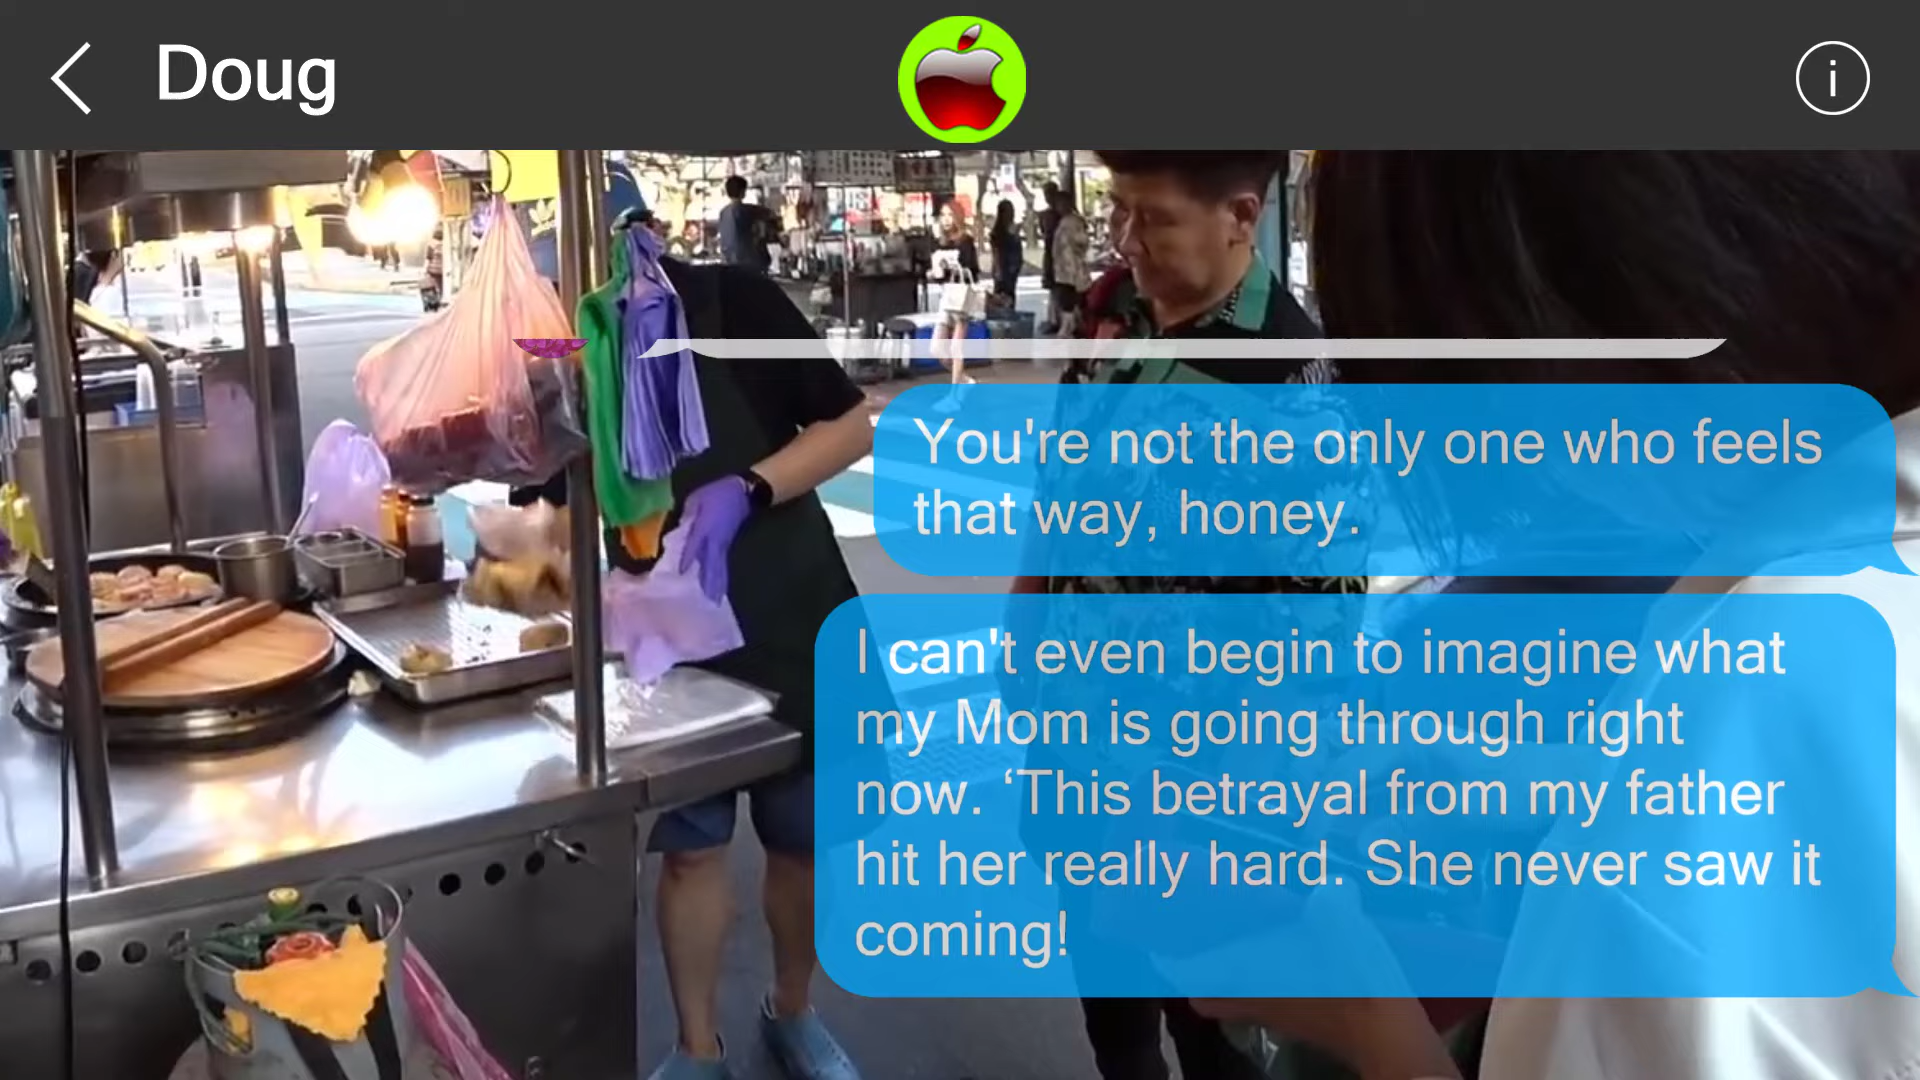 Doug
You're not the only one who feels
that way, honey.
I can't even begin to imagine what
my Mom is going through right
now. ‘This betrayal from my father
hit her really hard. She never saw it
coming!